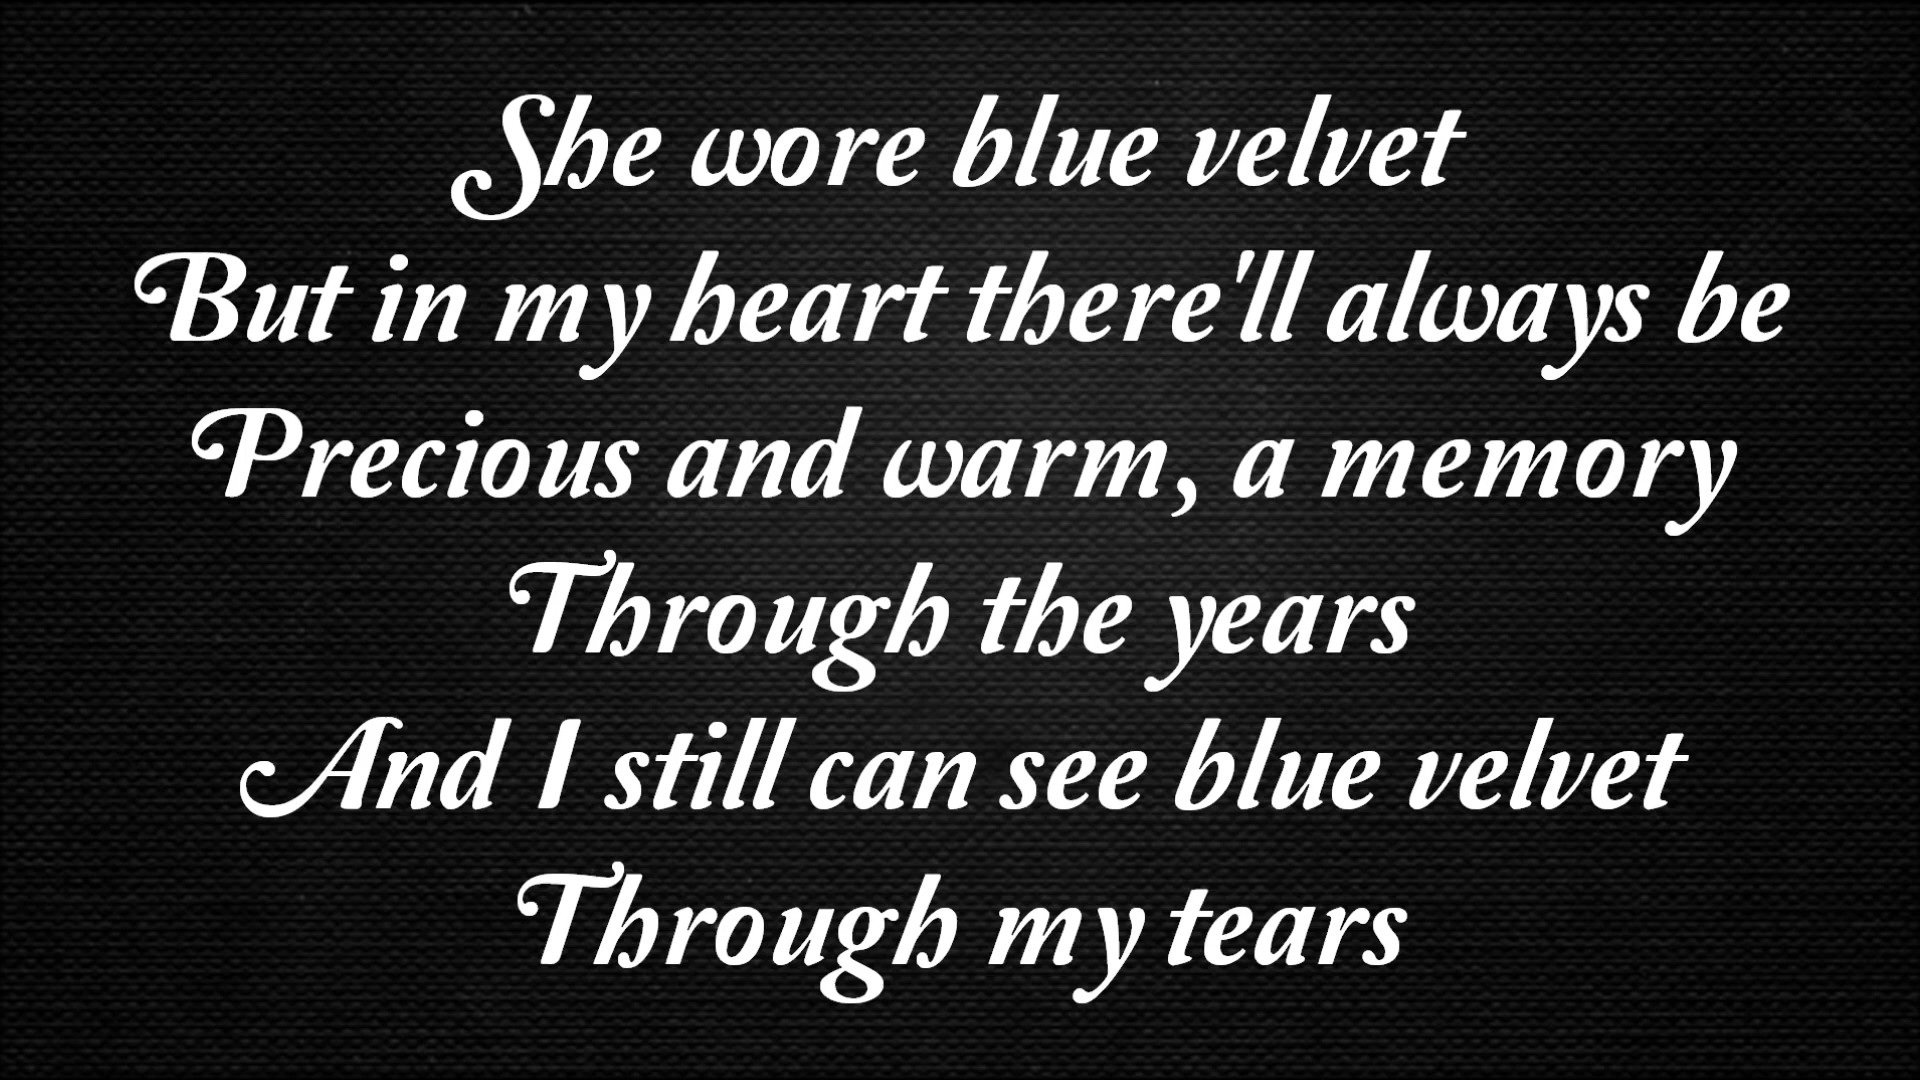 She wore blue velvet
But in my heart there'll always be
Precious and warm, a memory
Through the years
And I still can see blue velvet
Through my tears